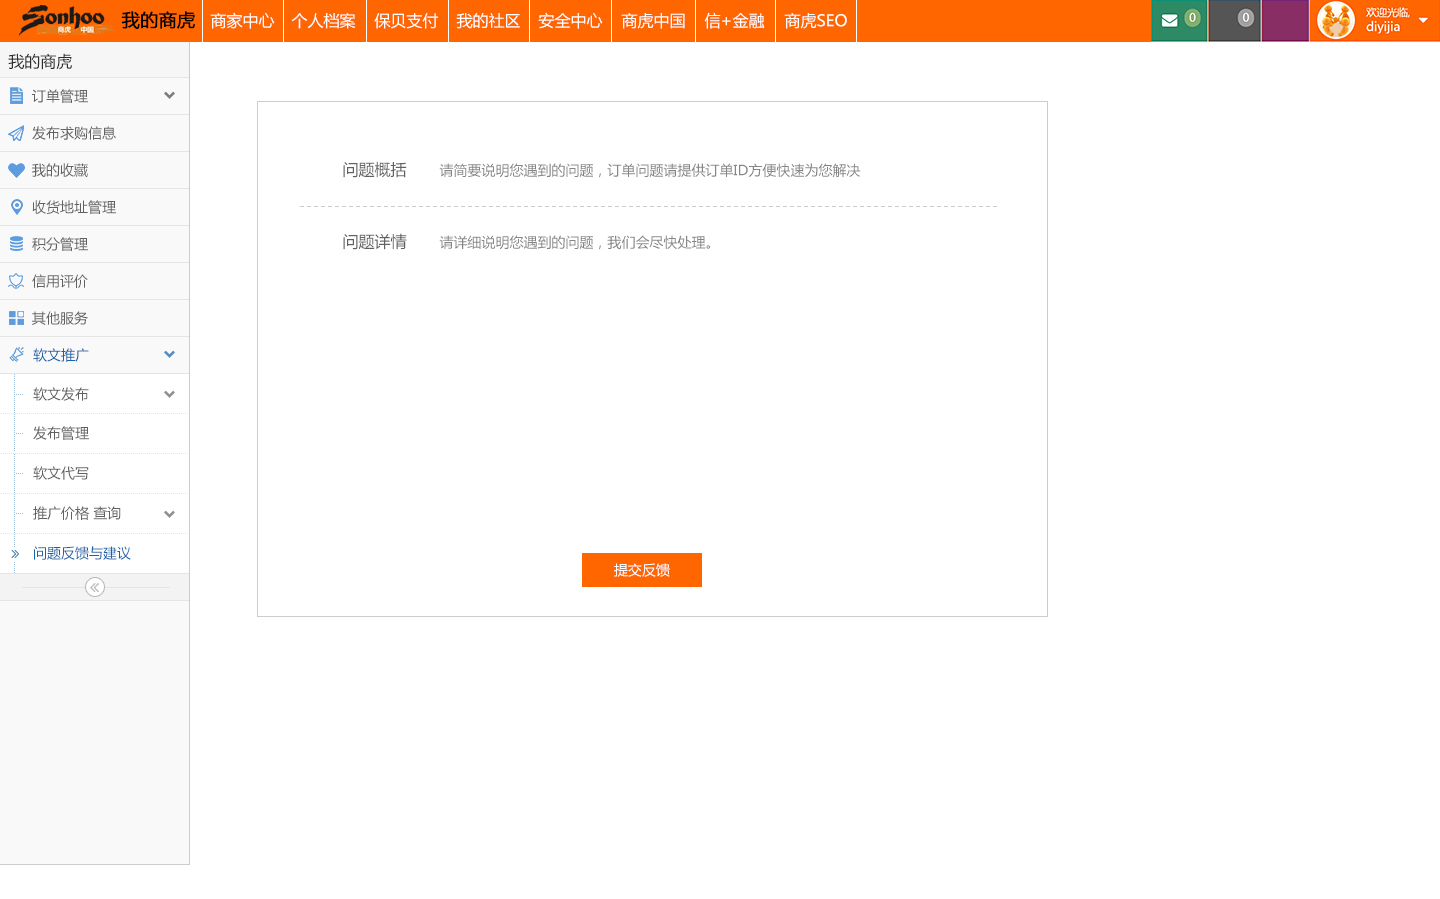 Sonhoo
商虎 中国
我的商虎
商家中心
个人档案
保贝支付
我的社区
安全中心
商虎中国
信+金融
商虎SEO
0
0
欢迎光临,
diyijia
我的商虎
订单管理
发布求购信息
我的收藏
收货地址管理
积分管理
信用评价
其他服务
软文推广
软文发布
发布管理
软文代写
推广价格 查询
问题反馈与建议
问题概括 请简要说明您遇到的问题，订单问题请提供订单ID方便快速为您解决
问题详情 请详细说明您遇到的问题，我们会尽快处理。
提交反馈